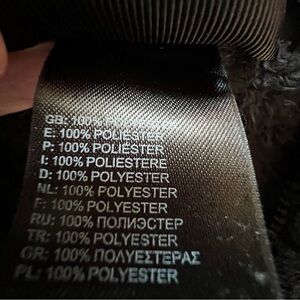 GB: 100% POLYESTER
E: 100% POLIESTER
P: 100% POLIESTER
I: 100% POLIESTERE
D: 100% POLYESTER
NL: 100% POLYESTER
F: 100% POLYESTER
RU: 100% ПОЛИЭСТЕР
TR: 100% POLYESTER
GR: 100% ΠΟΛΥΕΣΤΕΡΑΣ
PL: 100% POLYESTER